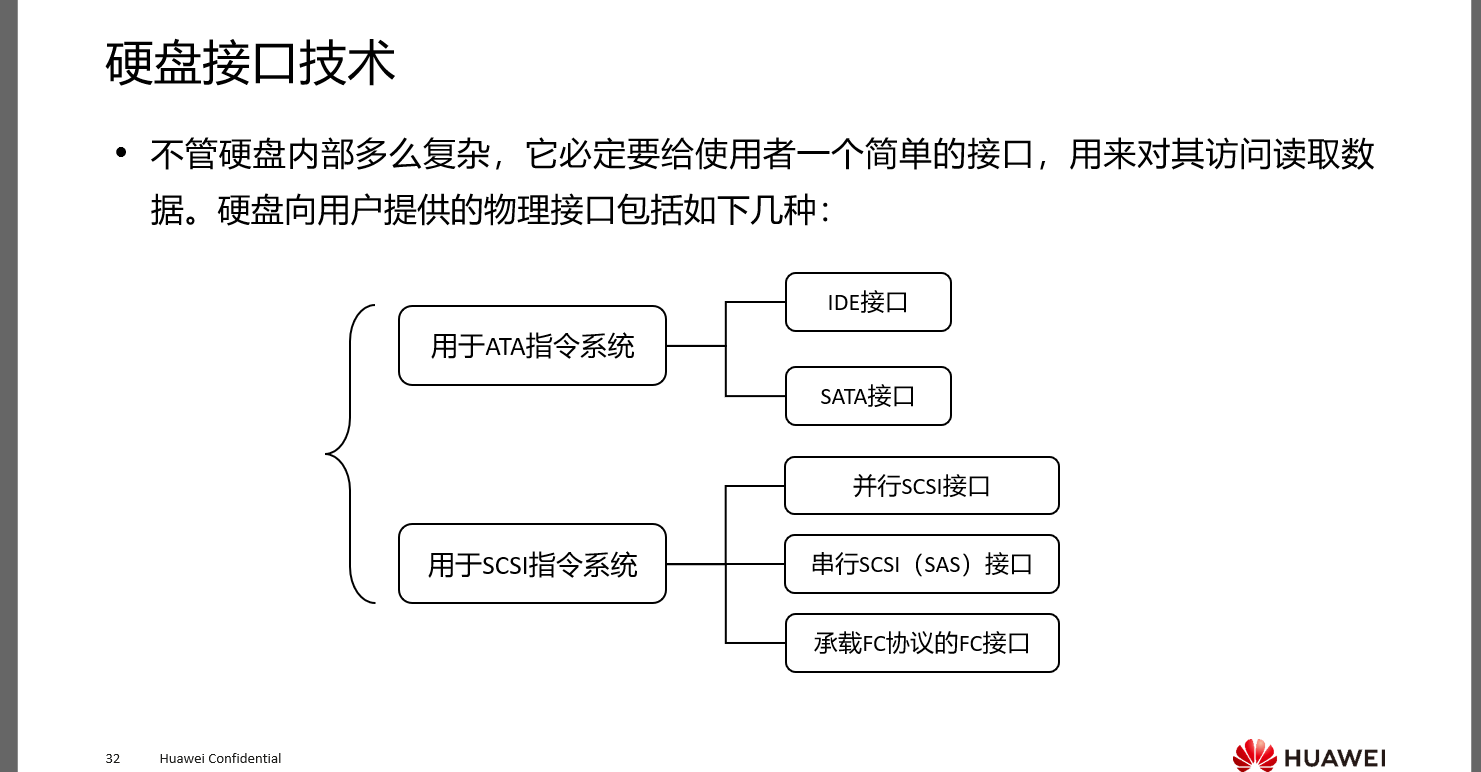 硬盘接口技术
• 不管硬盘内部多么复杂，它必定要给使用者一个简单的接口，用来对其访问读取数
据。硬盘向用户提供的物理接口包括如下几种：
用于ATA指令系统
IDE接口
SATA接口
用于SCSI指令系统
并行SCSI接口
串行SCSI（SAS）接口
承载FC协议的FC接口
32 Huawei Confidential
HUAWEI